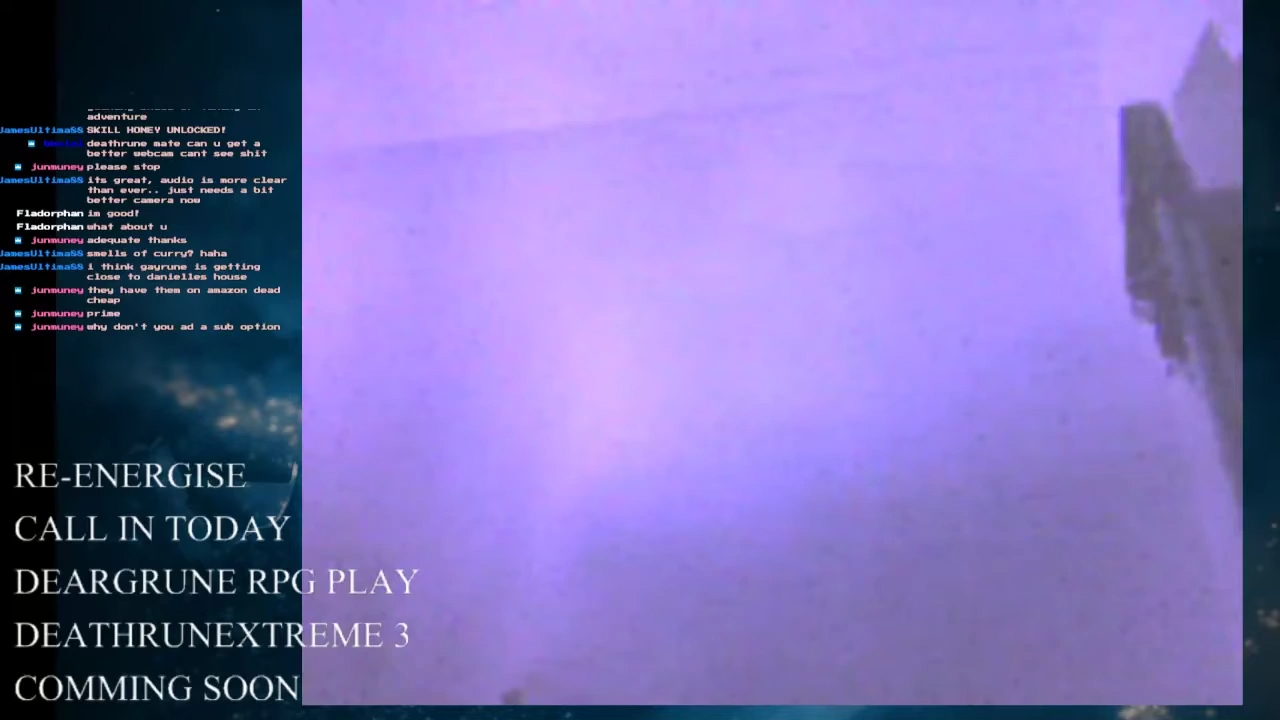 adventure
JamesUltima88 SKILL HONEY UNLOCKED!
deathrune mate can u get a
better webcam cant see shit
junmuney please stop
JamesUltima88 its great, audio is more clear
than ever.. just needs a bit
better camera now
Fladorphan im good!
Fladorphan what about u
junmuney adequate thanks
JamesUltima88 smells of curry? haha
JamesUltima88 i think gayrune is getting
close to danielles house
junmuney they have them on amazon dead
cheap
junmuney prime
junmuney why don't you ad a sub option
RE-ENERGISE
CALL IN TODAY
DEARGRUNE RPG PLAY
DEATHRUNEXTREME 3
COMMING SOON